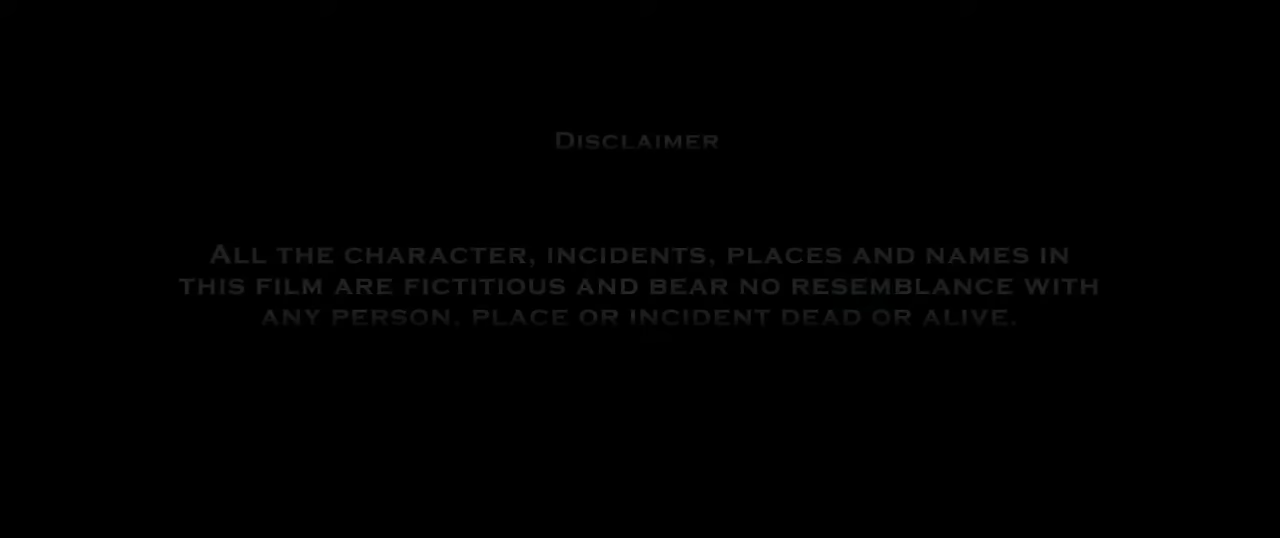 Disclaimer
All the character, incidents, places and names in
this film are fictitious and bear no resemblance with
any person, place or incident dead or alive.